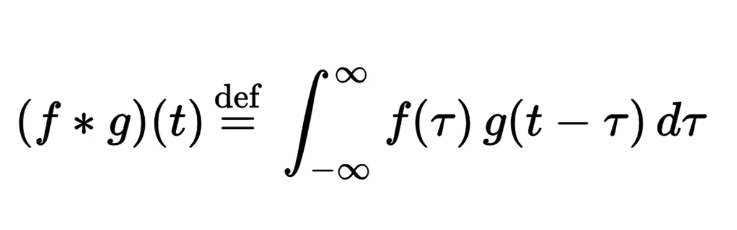 (f ∗ g)(t) ≝ ∫_{−∞}^{∞} f(τ) g(t − τ) dτ